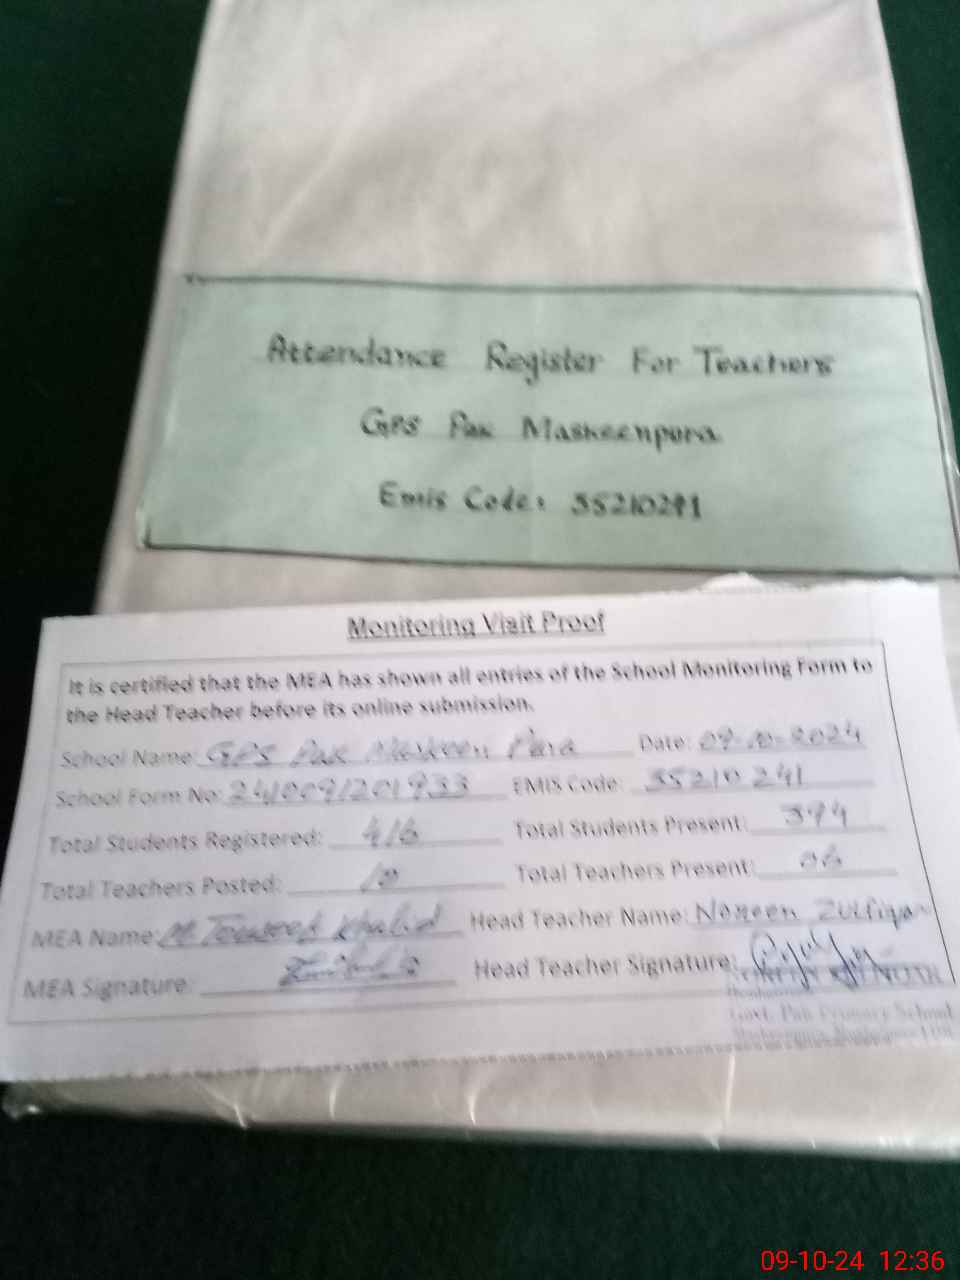 Attendance Register For Teachers
GPS Pak Maskeenpura
Emis Code: 35210241
Monitoring Visit Proof
It is certified that the MEA has shown all entries of the School Monitoring Form to
the Head Teacher before its online submission.
School Name: GPS Pak Maskeen Pura Date: 09-10-2024
School Form No: 2410091201933 EMIS Code: 35210241
Total Students Registered: 416 Total Students Present: 394
Total Teachers Posted: 10 Total Teachers Present: 06
MEA Name: M. Khalid Head Teacher Name: Noreen Zulfiqar
MEA Signature: Head Teacher Signature:
Govt. Pak Primary School
09-10-24 12:36